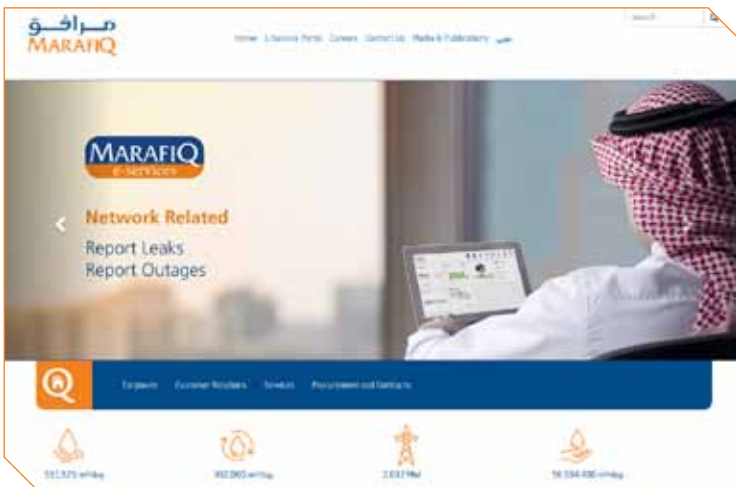 مرافق
MARAFIQ
search
Home E-Service Portal Careers Contact Us Media & Publications عربي
MARAFIQ
e-services
Network Related
Report Leaks
Report Outages
Corporate Customer Relations Services Procurement and Contracts